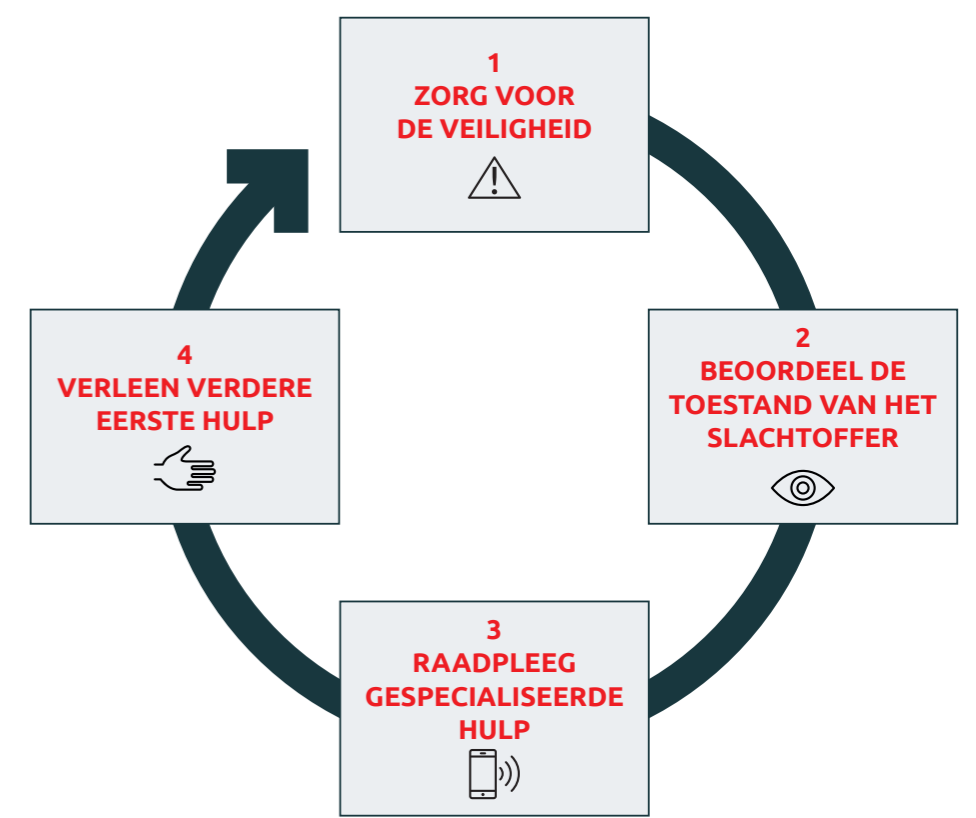 1
ZORG VOOR
DE VEILIGHEID
2
BEOORDEEL DE
TOESTAND VAN HET
SLACHTOFFER
3
RAADPLEEG
GESPECIALISEERDE
HULP
4
VERLEEN VERDERE
EERSTE HULP